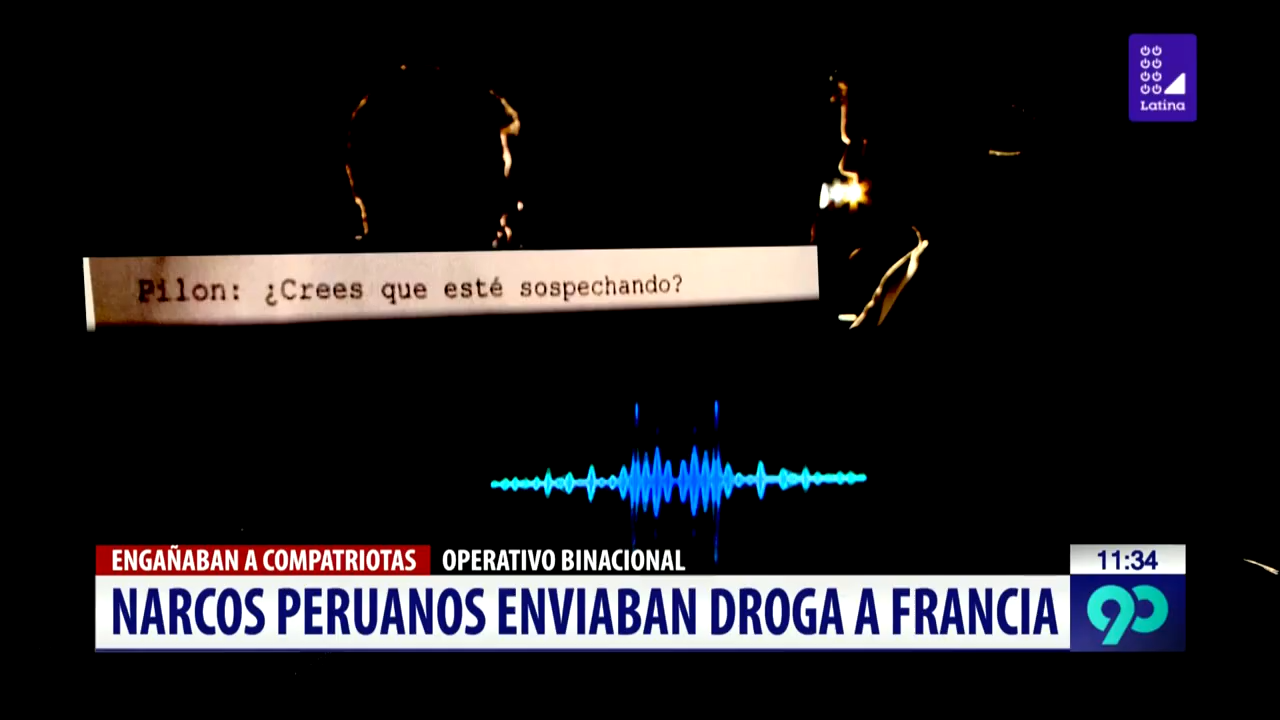 Latina
Pilon: ¿Crees que esté sospechando?
ENGAÑABAN A COMPATRIOTAS OPERATIVO BINACIONAL
11:34
NARCOS PERUANOS ENVIABAN DROGA A FRANCIA
90